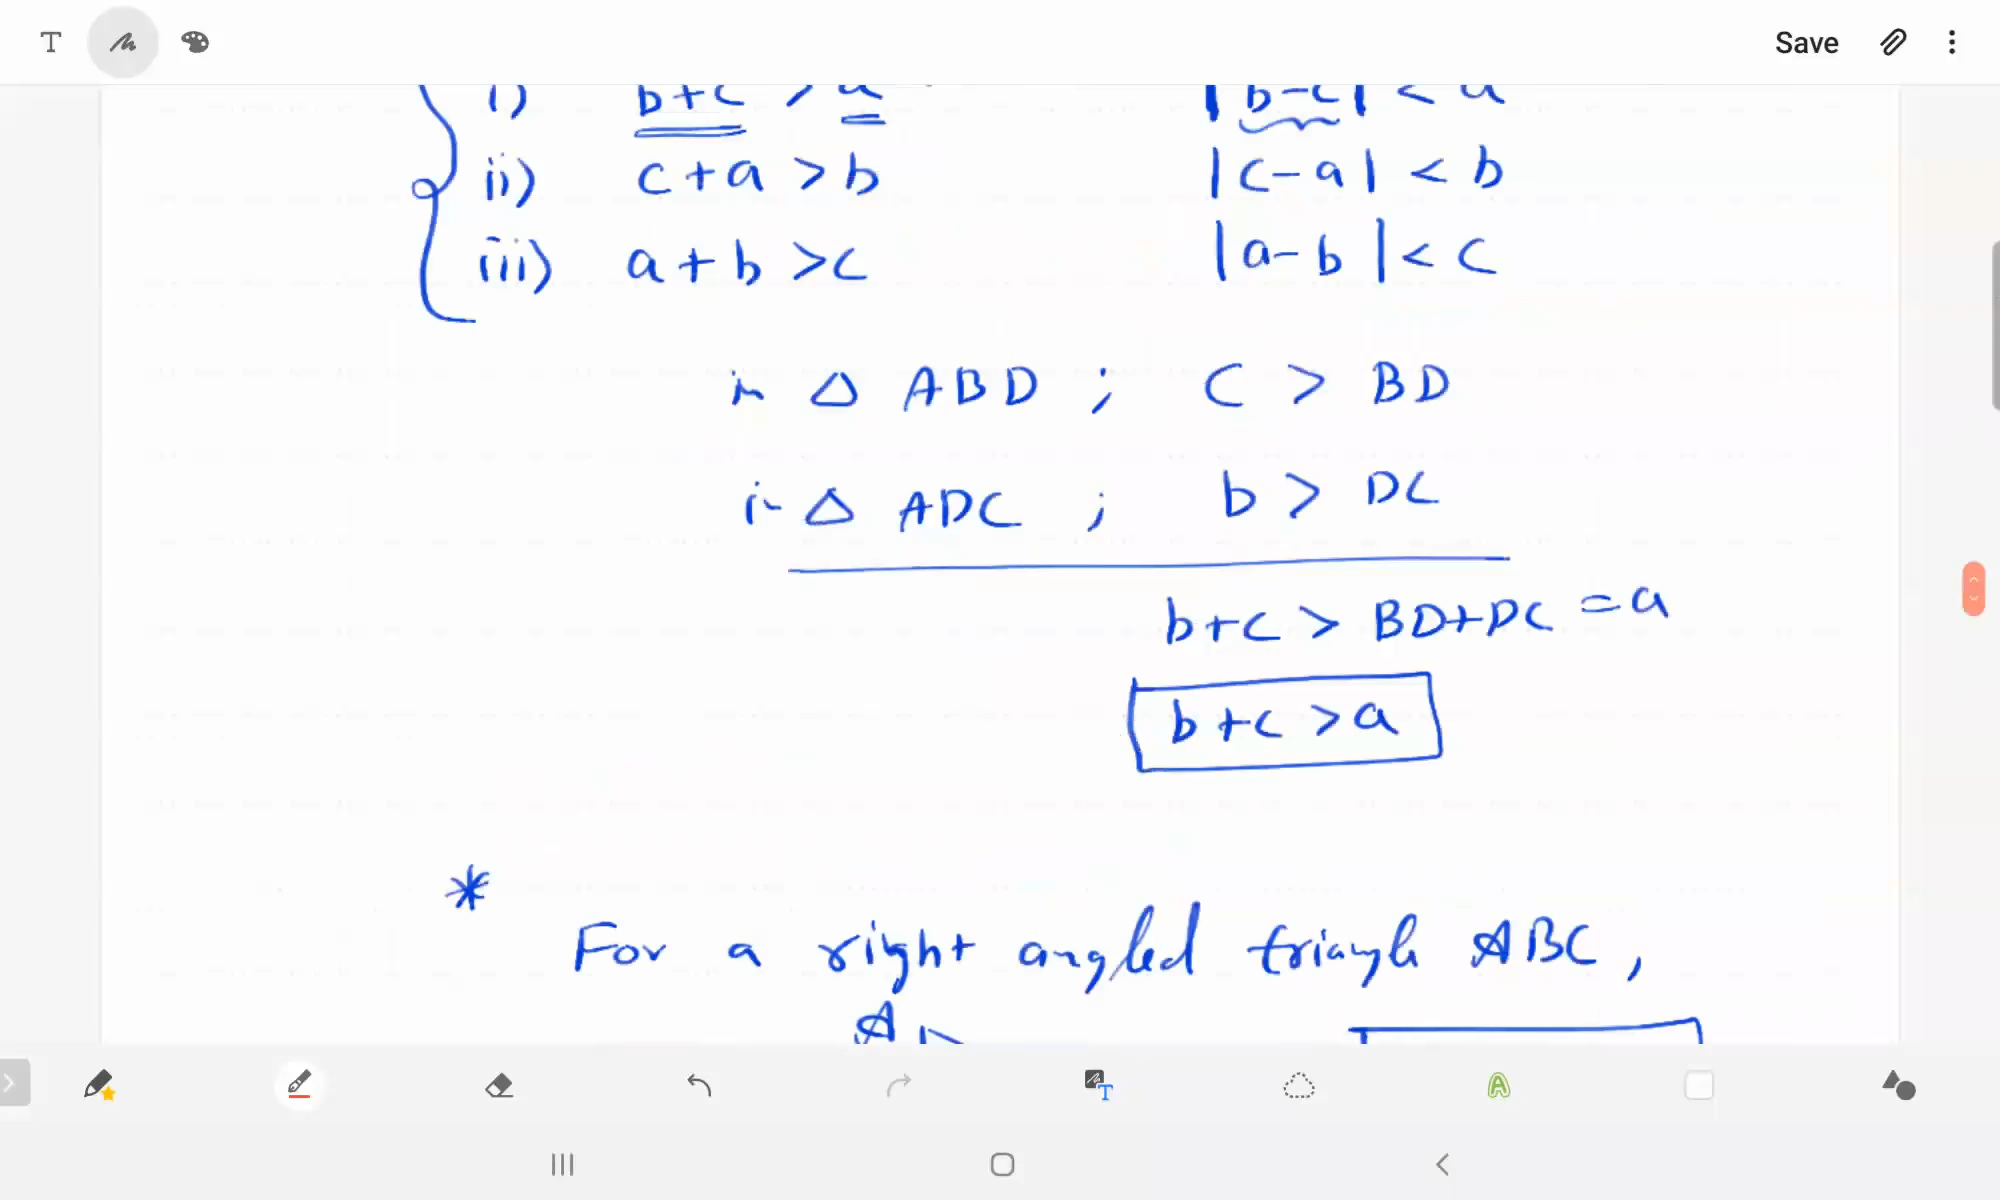 T Save
i) b+c > a |b-c| < a
ii) c+a >b |c-a| < b
iii) a+b >c |a-b|< c
in △ ABD ; c > BD
in △ ADC ; b > DC
b+c > BD+DC =a
b+c >a
*
For a right angled triangle ABC,
A
T
A